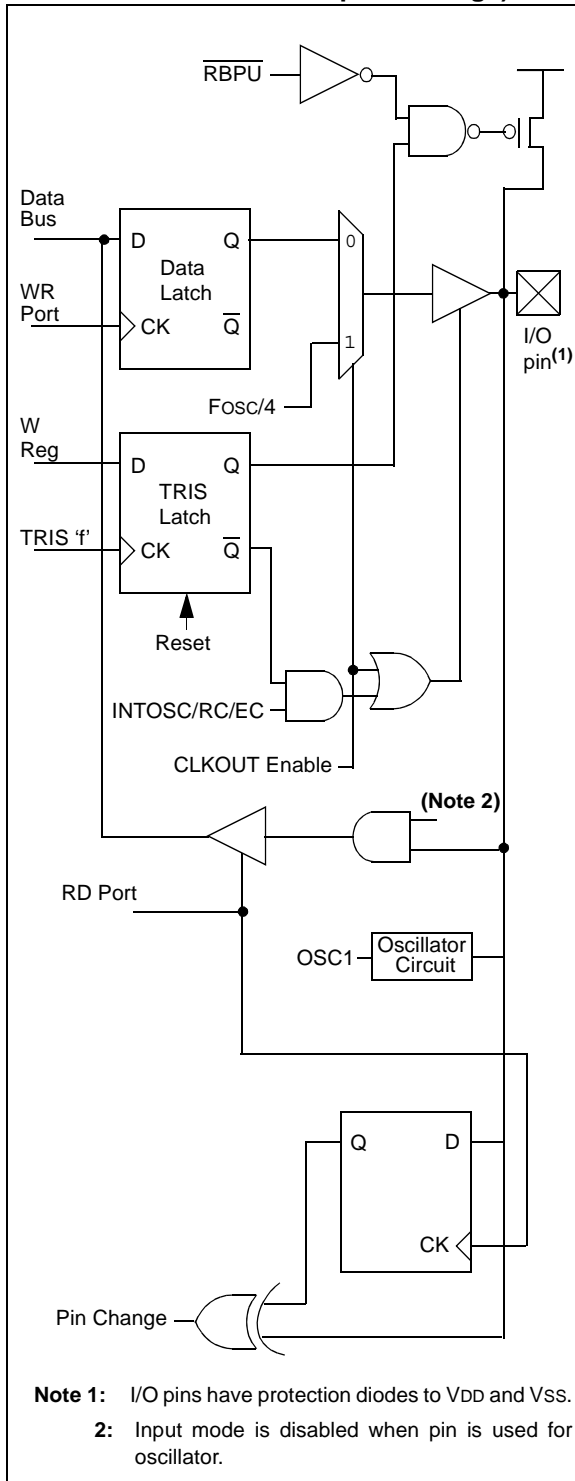 RBPU
Data
Bus
D Q
Data
Latch
WR
Port
CK Q
0
1
I/O
pin(1)
FOSC/4
W
Reg
D Q
TRIS
Latch
TRIS ‘f’
CK Q
Reset
INTOSC/RC/EC
CLKOUT Enable
(Note 2)
RD Port
OSC1
Oscillator
Circuit
Q D
CK
Pin Change
Note 1: I/O pins have protection diodes to VDD and VSS.
2: Input mode is disabled when pin is used for
oscillator.